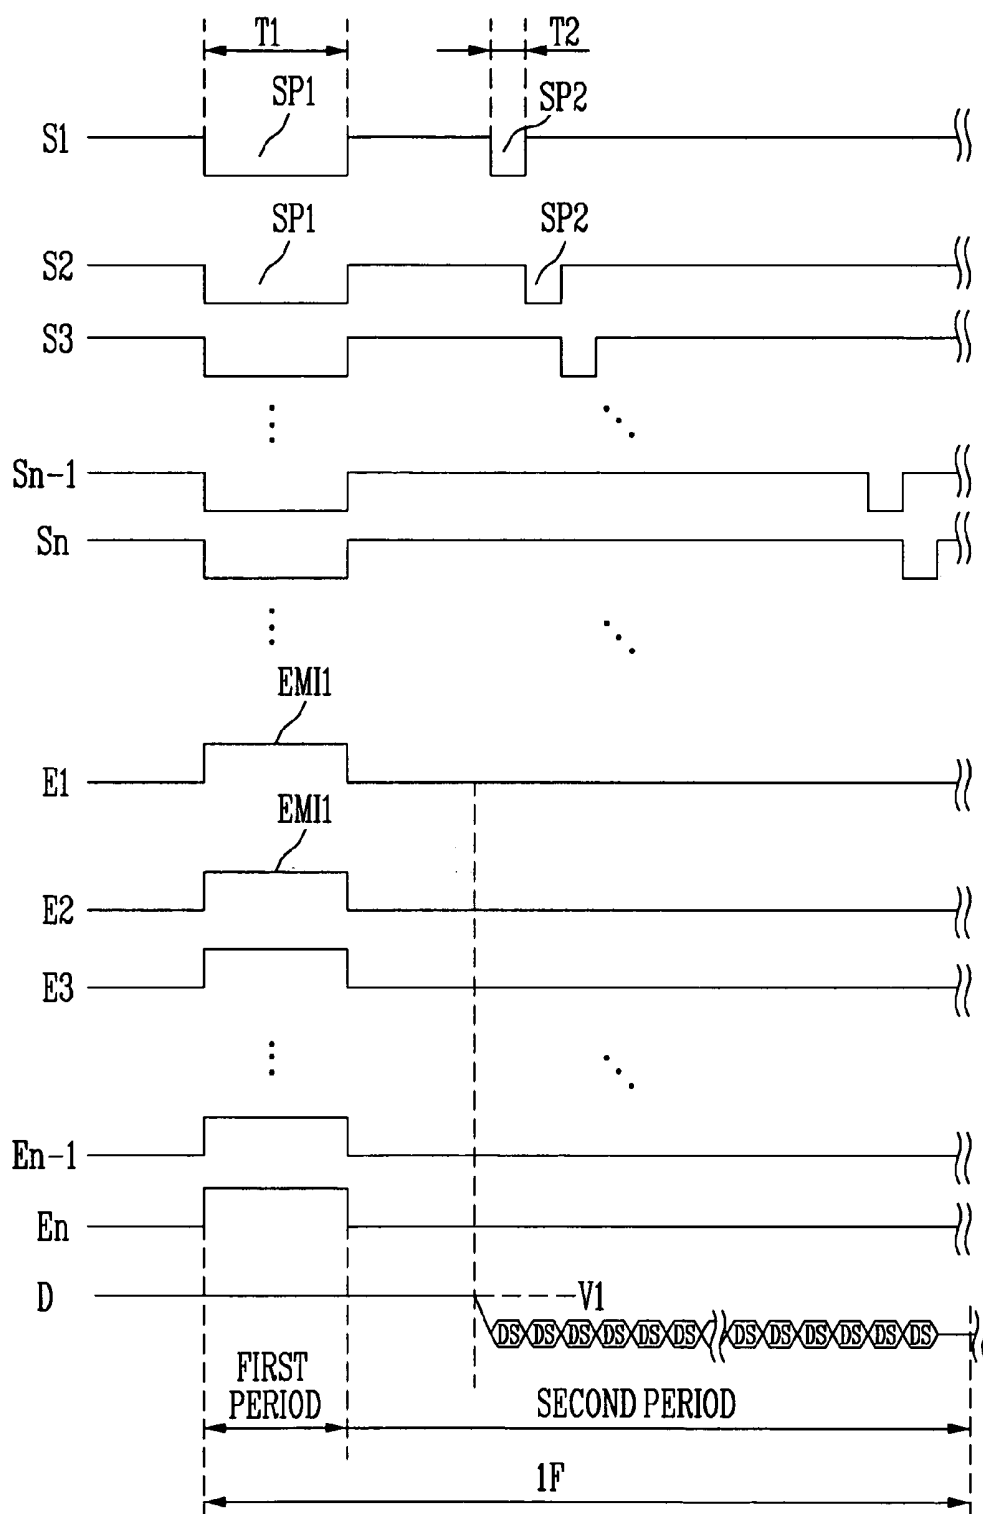 T1
T2
SP1
SP2
S1
SP1
SP2
S2
S3
Sn-1
Sn
EMI1
E1
EMI1
E2
E3
En-1
En
D
V1
DS DS DS DS DS DS DS DS DS DS DS DS
FIRST
PERIOD
SECOND PERIOD
1F